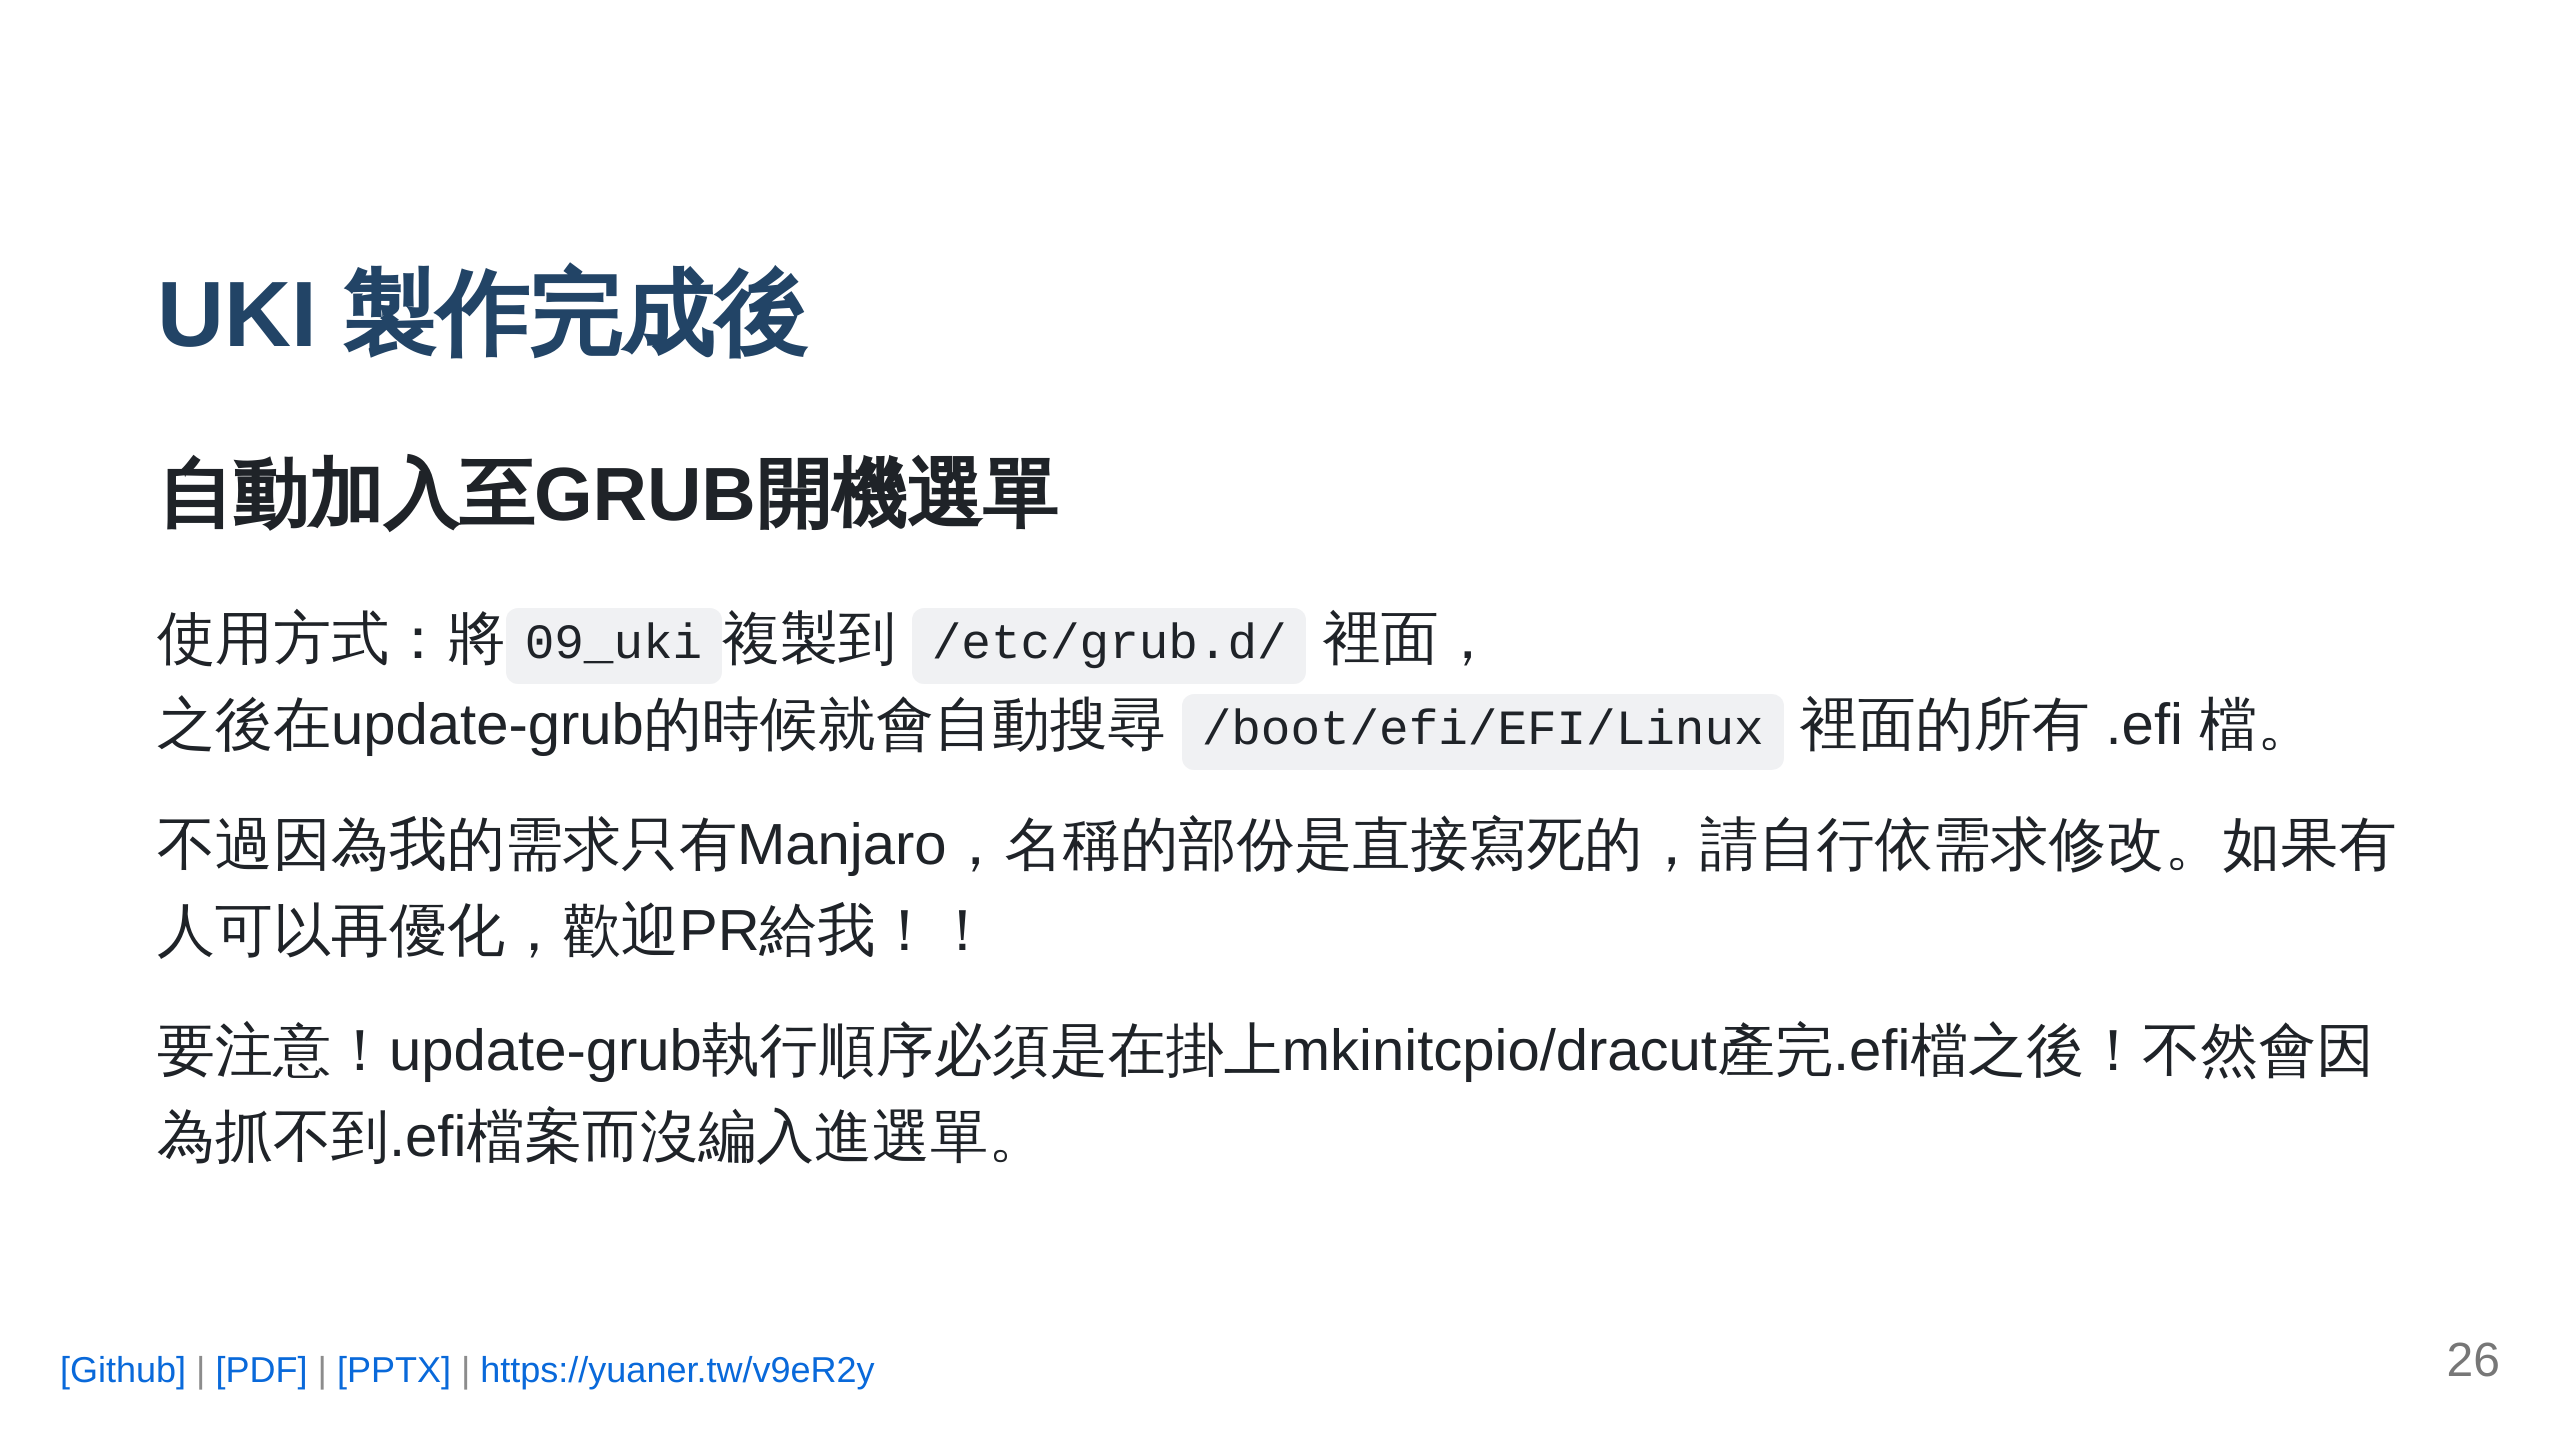 UKI 製作完成後
自動加入至GRUB開機選單
使用方式：將09_uki複製到 /etc/grub.d/ 裡面，
之後在update-grub的時候就會自動搜尋 /boot/efi/EFI/Linux 裡面的所有 .efi 檔。
不過因為我的需求只有Manjaro，名稱的部份是直接寫死的，請自行依需求修改。如果有
人可以再優化，歡迎PR給我！！
要注意！update-grub執行順序必須是在掛上mkinitcpio/dracut產完.efi檔之後！不然會因
為抓不到.efi檔案而沒編入進選單。
[Github] | [PDF] | [PPTX] | https://yuaner.tw/v9eR2y
26